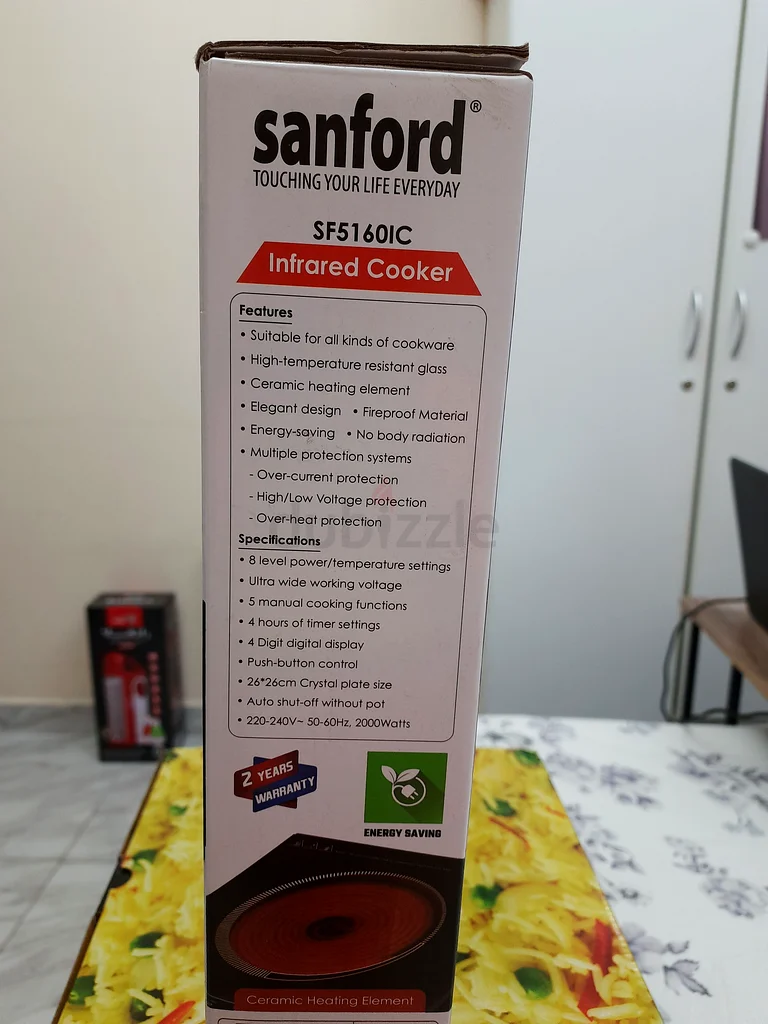 sanford®
TOUCHING YOUR LIFE EVERYDAY
SF5160IC
Infrared Cooker
Features
• Suitable for all kinds of cookware
• High-temperature resistant glass
• Ceramic heating element
• Elegant design • Fireproof Material
• Energy-saving • No body radiation
• Multiple protection systems
- Over-current protection
- High/Low Voltage protection
- Over-heat protection
dubizzle
Specifications
• 8 level power/temperature settings
• Ultra wide working voltage
• 5 manual cooking functions
• 4 hours of timer settings
• 4 Digit digital display
• Push-button control
• 26*26cm Crystal plate size
• Auto shut-off without pot
• 220-240V~ 50-60Hz, 2000Watts
2 YEARS
WARRANTY
ENERGY SAVING
Ceramic Heating Element